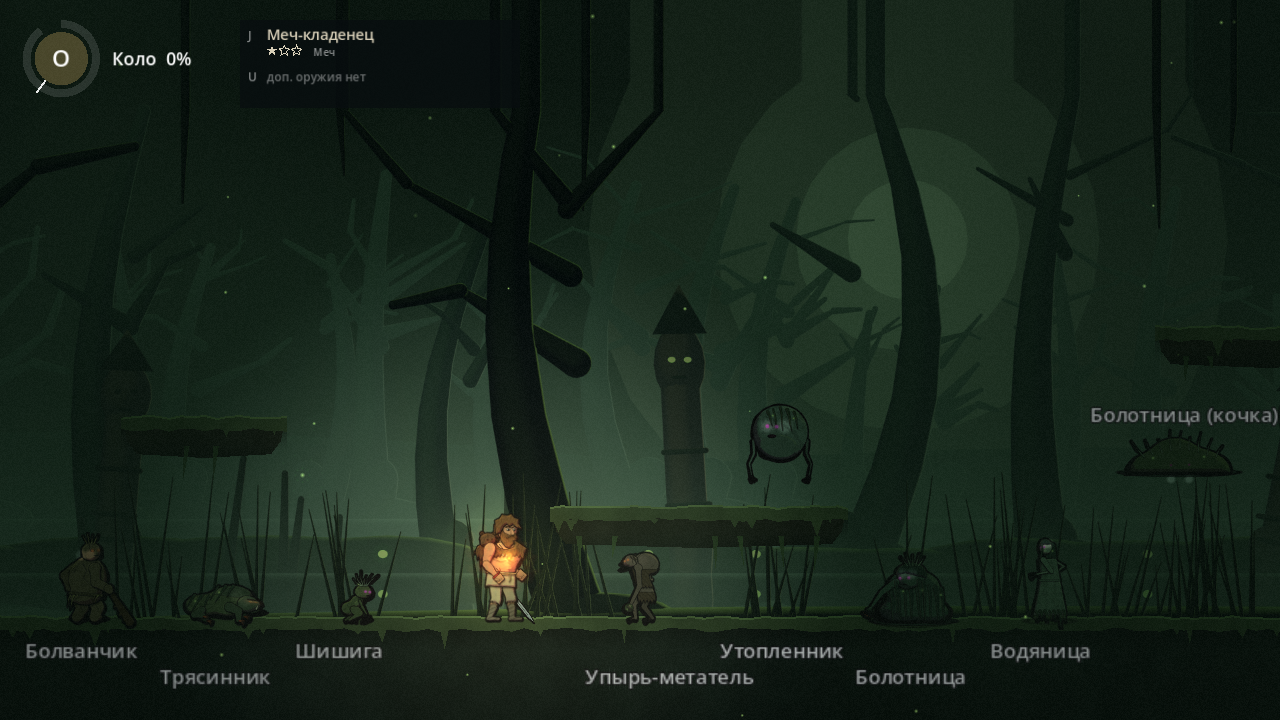 О
Коло 0%
J Меч-кладенец
★☆☆ Меч
U доп. оружия нет
Болотница (кочка)
Болванчик
Шишига
Утопленник
Водяница
Трясинник
Упырь-метатель
Болотница